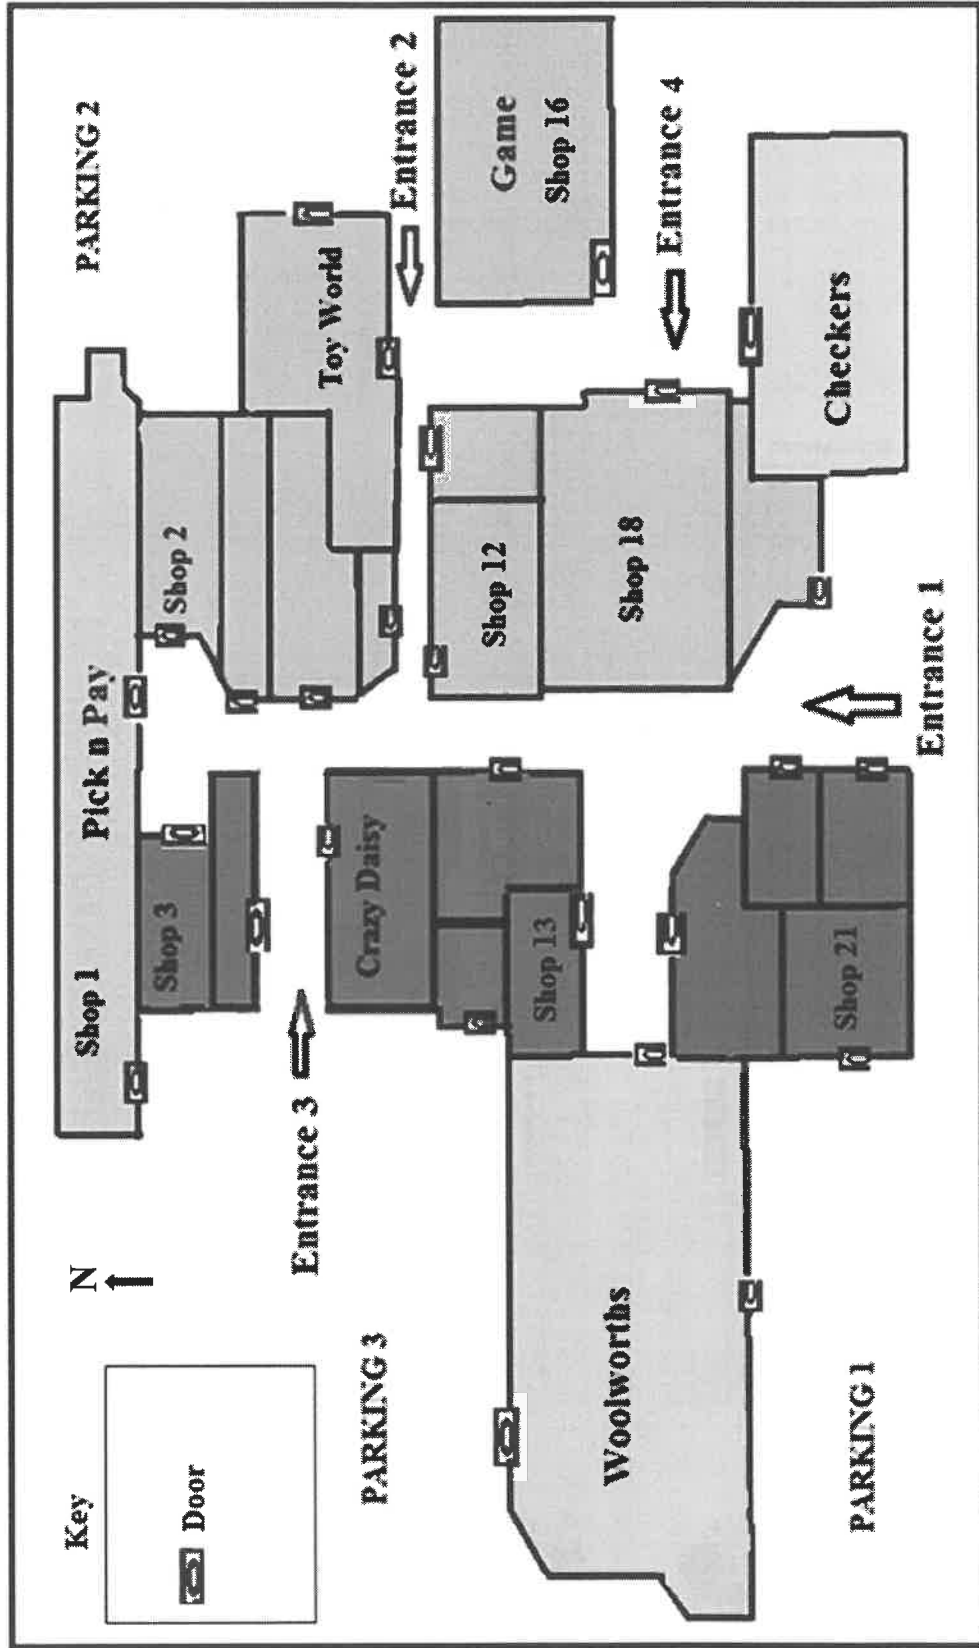 Key
Door
N
PARKING 2
Shop 1
Pick n Pay
Shop 3
Shop 2
Entrance 3
Toy World
PARKING 3
Crazy Daisy
Entrance 2
Shop 13
Shop 12
Game
Shop 16
Woolworths
Shop 18
Entrance 4
PARKING 1
Shop 21
Checkers
Entrance 1